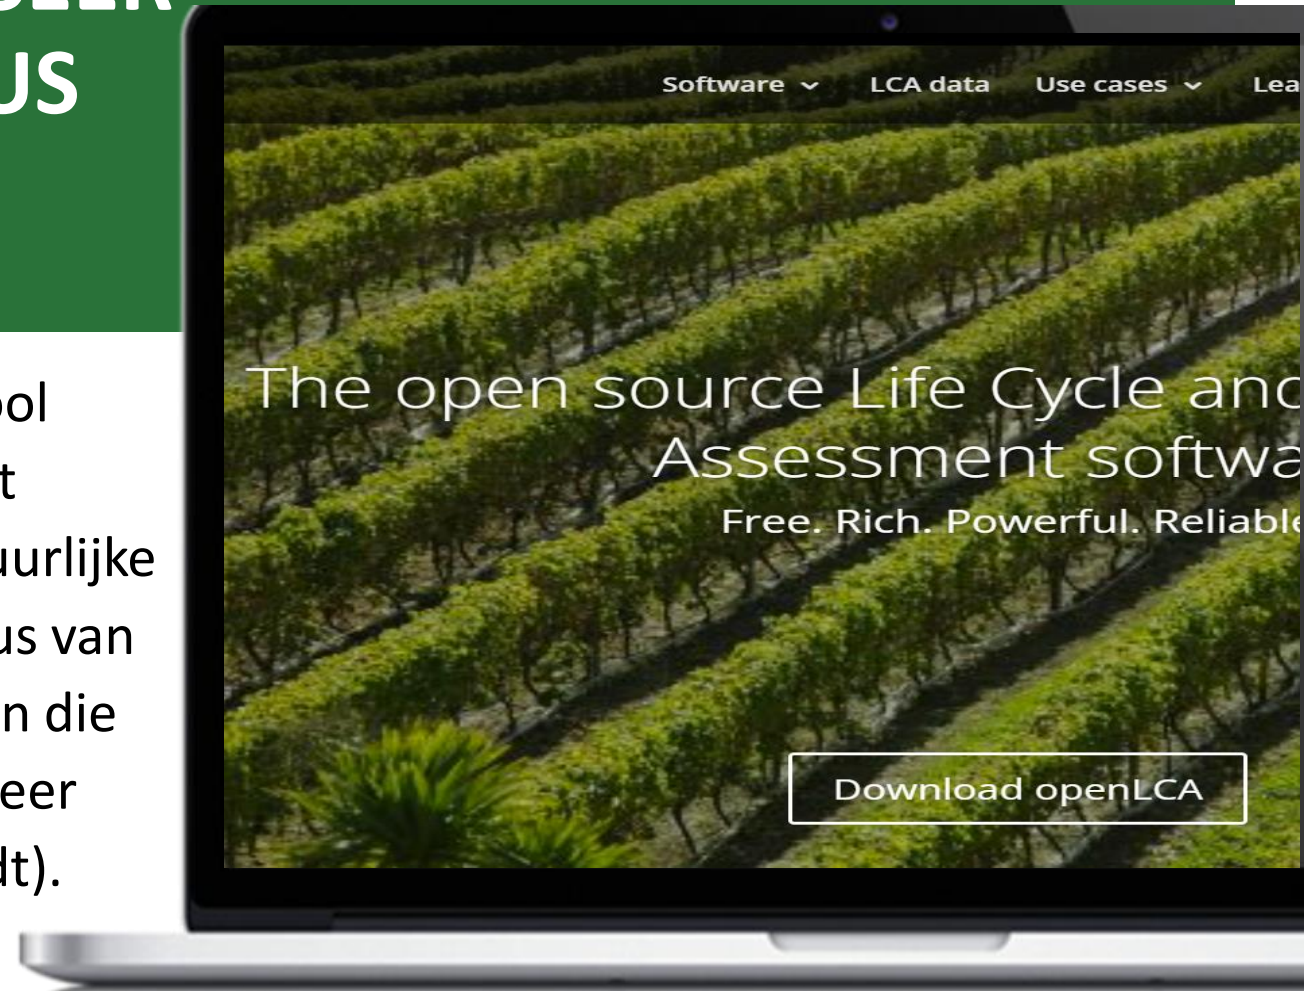 US
ool
t
uurlijke
us van
n die
eer
dt).
Software LCA data Use cases Lea
The open source Life Cycle and
Assessment softwa
Free. Rich. Powerful. Reliable
Download openLCA